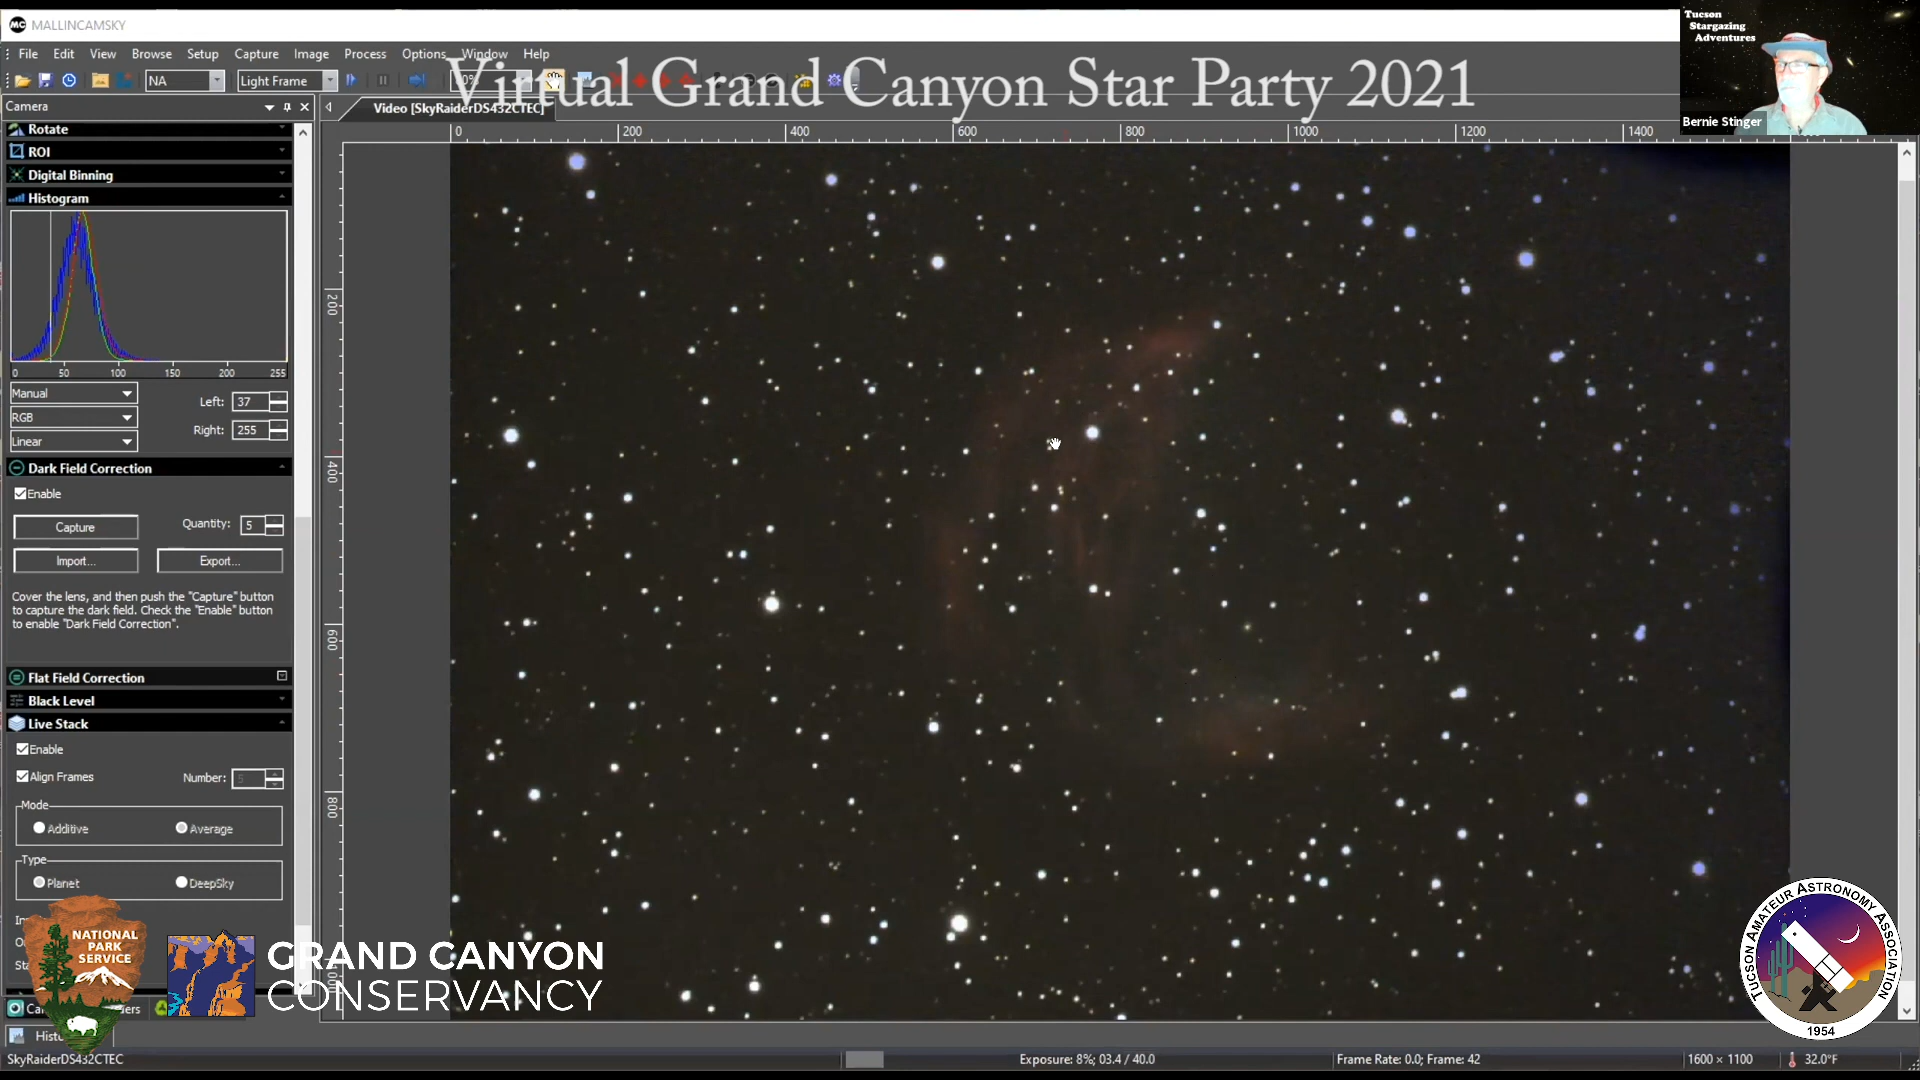 MALLINCAMSKY
File Edit View Browse Setup Capture Image Process Options Window Help
NA Light Frame
Virtual Grand Canyon Star Party 2021
Tucson
Stargazing
Adventures
Bernie Stinger
Camera
Video [SkyRaiderDS432CTEC]
0 200 400 600 800 1000 1200 1400
200
400
600
800
Rotate
ROI
Digital Binning
Histogram
0 50 100 150 200 255
Manual
Left: 37
RGB
Right: 255
Linear
Dark Field Correction
Enable
Capture
Quantity: 5
Import...
Export...
Cover the lens, and then push the "Capture" button
to capture the dark field. Check the "Enable" button
to enable "Dark Field Correction".
Flat Field Correction
Black Level
Live Stack
Enable
Align Frames
Number: 5
Mode
Additive
Average
Type
Planet
DeepSky
NATIONAL
PARK
SERVICE
GRAND CANYON
CONSERVANCY
TUCSON AMATEUR ASTRONOMY ASSOCIATION
1954
SkyRaiderDS432CTEC
Exposure: 8%; 03.4 / 40.0
Frame Rate: 0.0; Frame: 42
1600 × 1100
32.0°F